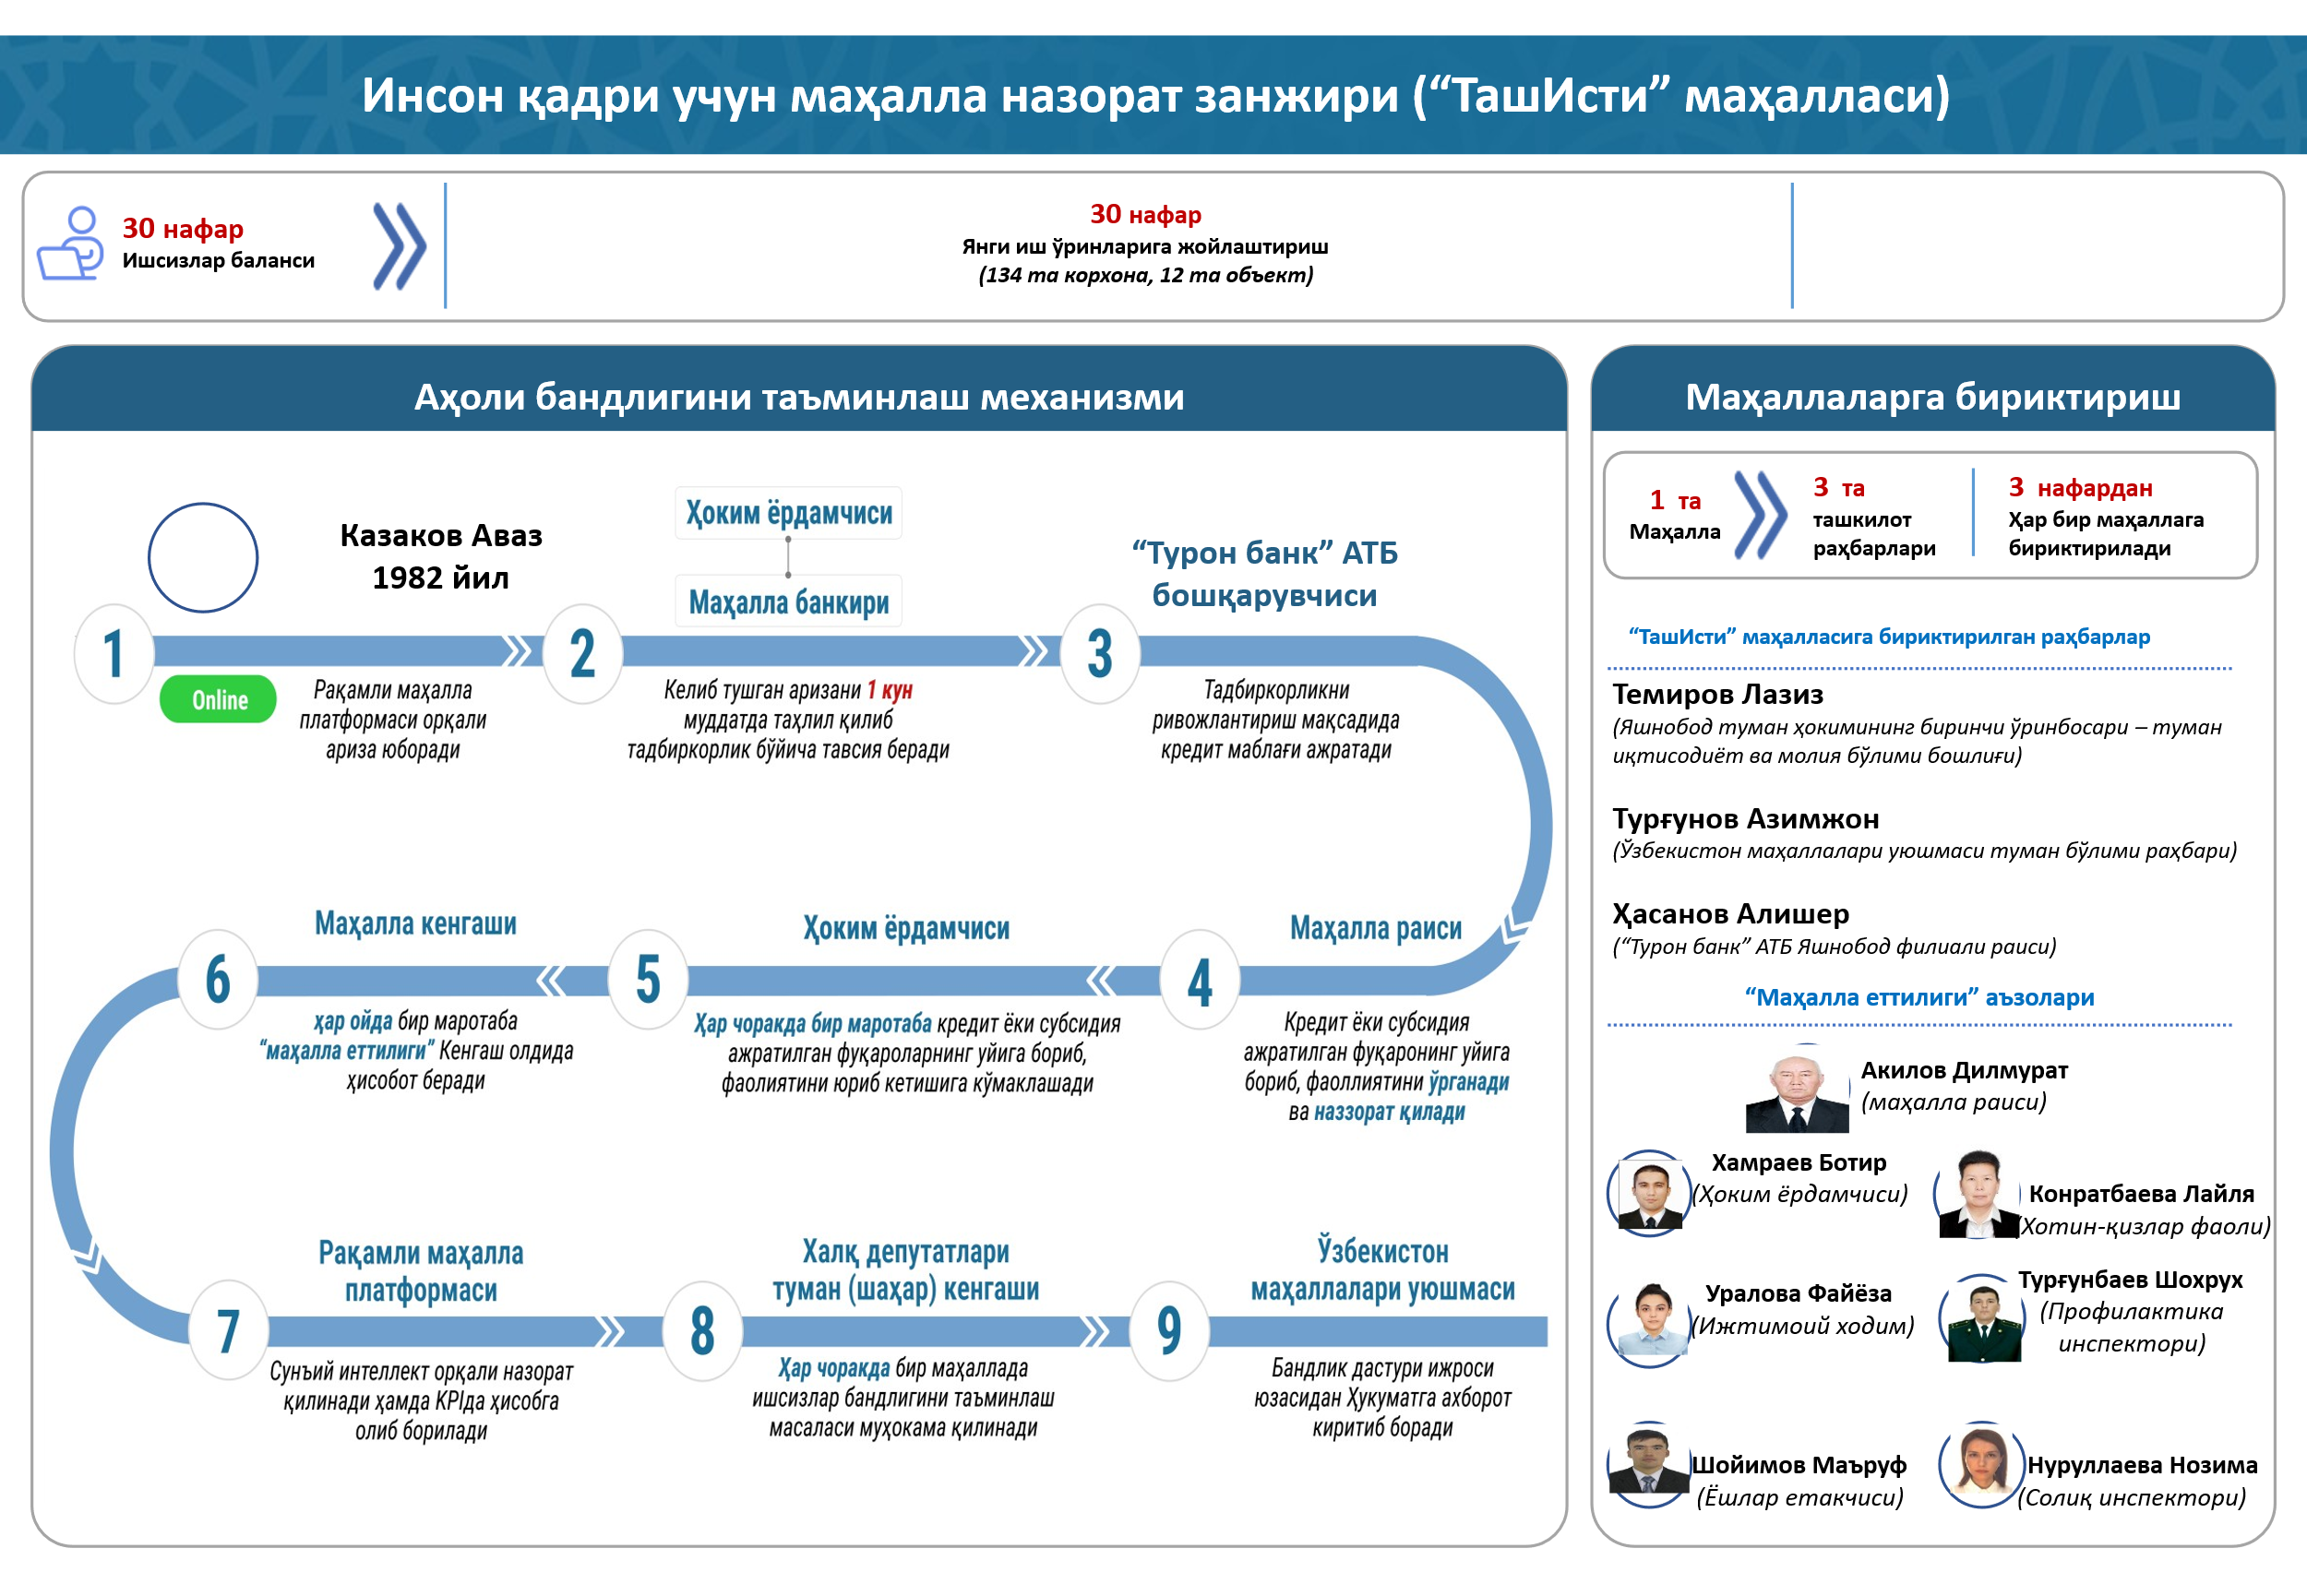 Инсон қадри учун маҳалла назорат занжири (“ТашИсти” маҳалласи)
30 нафар
Ишсизлар баланси
30 нафар
Янги иш ўринларига жойлаштириш
(134 та корхона, 12 та объект)
Аҳоли бандлигини таъминлаш механизми
Казаков Аваз
1982 йил
1
Online
Рақамли маҳалла
платформаси орқали
ариза юборади
Ҳоким ёрдамчиси
Маҳалла банкири
2
Келиб тушган аризани 1 кун
муддатда таҳлил қилиб
тадбиркорлик бўйича тавсия беради
“Турон банк” АТБ
бошқарувчиси
3
Тадбиркорликни
ривожлантириш мақсадида
кредит маблағи ажратади
Маҳалла раиси
4
Кредит ёки субсидия
ажратилган фуқаронинг уйига
бориб, фаоллиятини ўрганади
ва наззорат қилади
Ҳоким ёрдамчиси
5
Ҳар чоракда бир маротаба кредит ёки субсидия
ажратилган фуқароларнинг уйига бориб,
фаолиятини юриб кетишига кўмаклашади
Маҳалла кенгаши
6
ҳар ойда бир маротаба
“маҳалла еттилиги” Кенгаш олдида
ҳисобот беради
Рақамли маҳалла
платформаси
7
Сунъий интеллект орқали назорат
қилинади ҳамда KPIда ҳисобга
олиб борилади
Халқ депутатлари
туман (шаҳар) кенгаши
8
Ҳар чоракда бир маҳаллада
ишсизлар бандлигини таъминлаш
масаласи муҳокама қилинади
Ўзбекистон
маҳаллалари уюшмаси
9
Бандлик дастури ижроси
юзасидан Ҳукуматга ахборот
киритиб боради
Маҳаллаларга бириктириш
1 та
Маҳалла
3 та
ташкилот
раҳбарлари
3 нафардан
Ҳар бир маҳаллага
бириктирилади
“ТашИсти” маҳалласига бириктирилган раҳбарлар
Темиров Лазиз
(Яшнобод туман ҳокимининг биринчи ўринбосари – туман
иқтисодиёт ва молия бўлими бошлиғи)
Турғунов Азимжон
(Ўзбекистон маҳаллалари уюшмаси туман бўлими раҳбари)
Ҳасанов Алишер
(“Турон банк” АТБ Яшнобод филиали раиси)
“Маҳалла еттилиги” аъзолари
Акилов Дилмурат
(маҳалла раиси)
Хамраев Ботир
(Ҳоким ёрдамчиси)
Конратбаева Лайля
(Хотин-қизлар фаоли)
Уралова Файёза
(Ижтимоий ходим)
Турғунбаев Шохрух
(Профилактика
инспектори)
Шойимов Маъруф
(Ёшлар етакчиси)
Нуруллаева Нозима
(Солиқ инспектори)